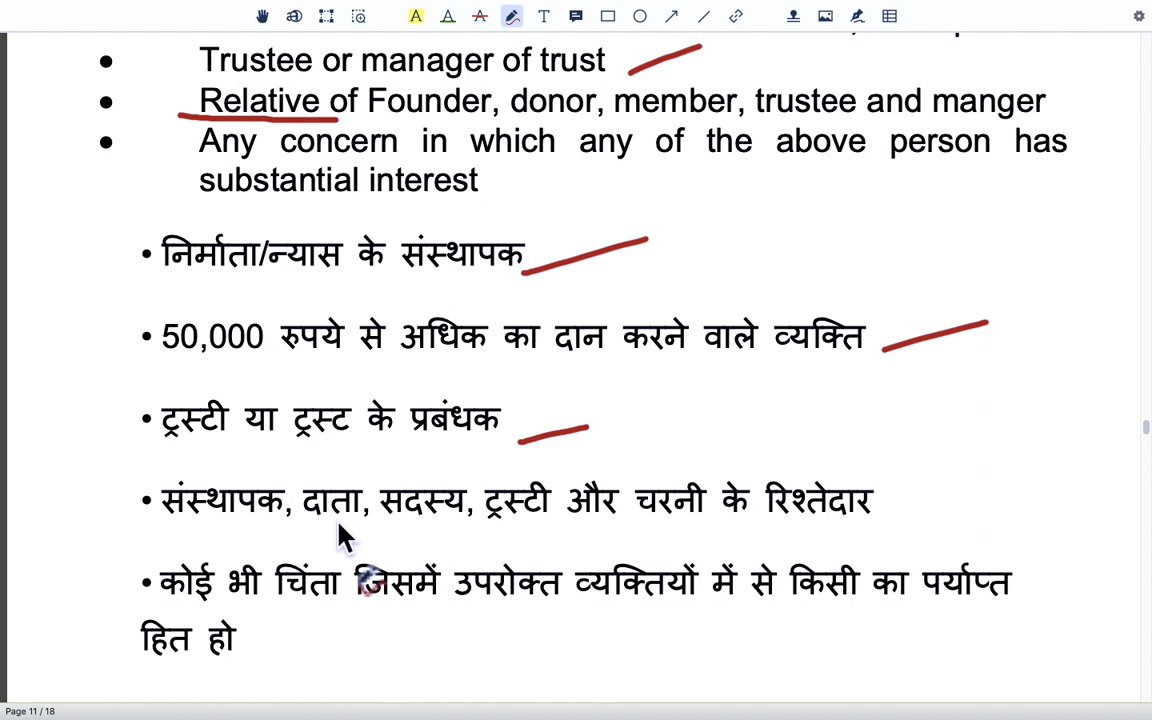 Trustee or manager of trust
Relative of Founder, donor, member, trustee and manger
Any concern in which any of the above person has
substantial interest
• निर्माता/न्यास के संस्थापक
• 50,000 रुपये से अधिक का दान करने वाले व्यक्ति
• ट्रस्टी या ट्रस्ट के प्रबंधक
• संस्थापक, दाता, सदस्य, ट्रस्टी और चरनी के रिश्तेदार
• कोई भी चिंता जिसमें उपरोक्त व्यक्तियों में से किसी का पर्याप्त
हित हो
Page 11 / 18